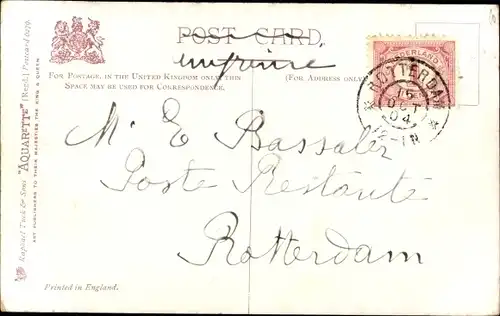 POST CARD.
imprimé
FOR POSTAGE, IN THE UNITED KINGDOM ONLY, THIS
SPACE MAY BE USED FOR CORRESPONDENCE.
(FOR ADDRESS ONLY)
NEDERLAND
ROTTERDAM
15
OCT
04
12-1N
M. E Bassaler
Poste Restante
Rotterdam
Raphael Tuck & Sons' "AQUARETTE" (Regd.) Postcard
ART PUBLISHERS TO THEIR MAJESTIES THE KING & QUEEN
Printed in England.